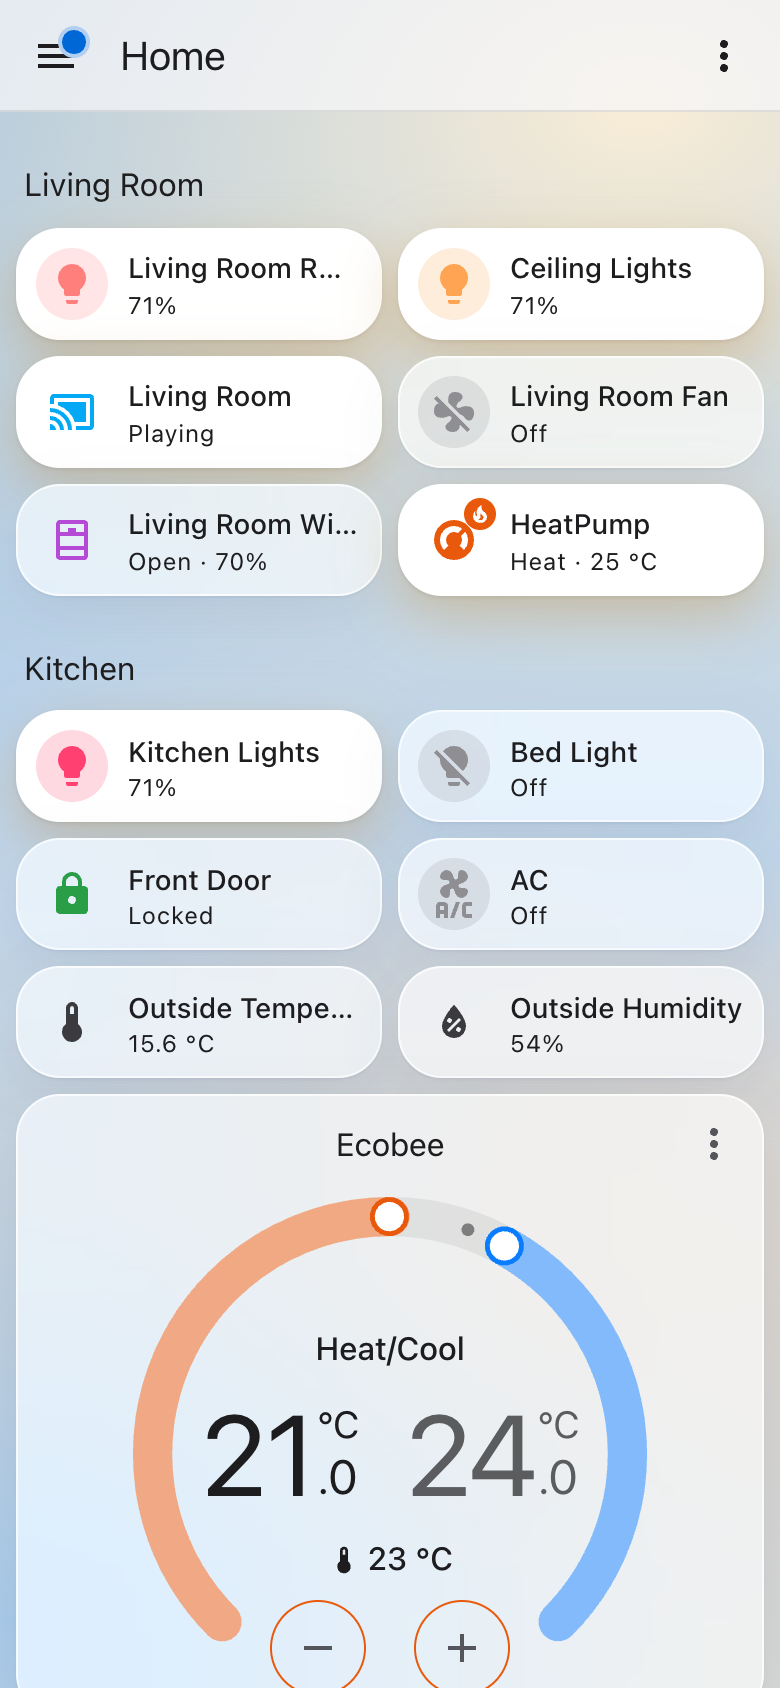 Home
Living Room
Living Room R...
71%
Ceiling Lights
71%
Living Room
Playing
Living Room Fan
Off
Living Room Wi...
Open · 70%
HeatPump
Heat · 25 °C
Kitchen
Kitchen Lights
71%
Bed Light
Off
Front Door
Locked
A/C
AC
Off
Outside Tempe...
15.6 °C
Outside Humidity
54%
Ecobee
Heat/Cool
21.0 °C 24.0 °C
23 °C